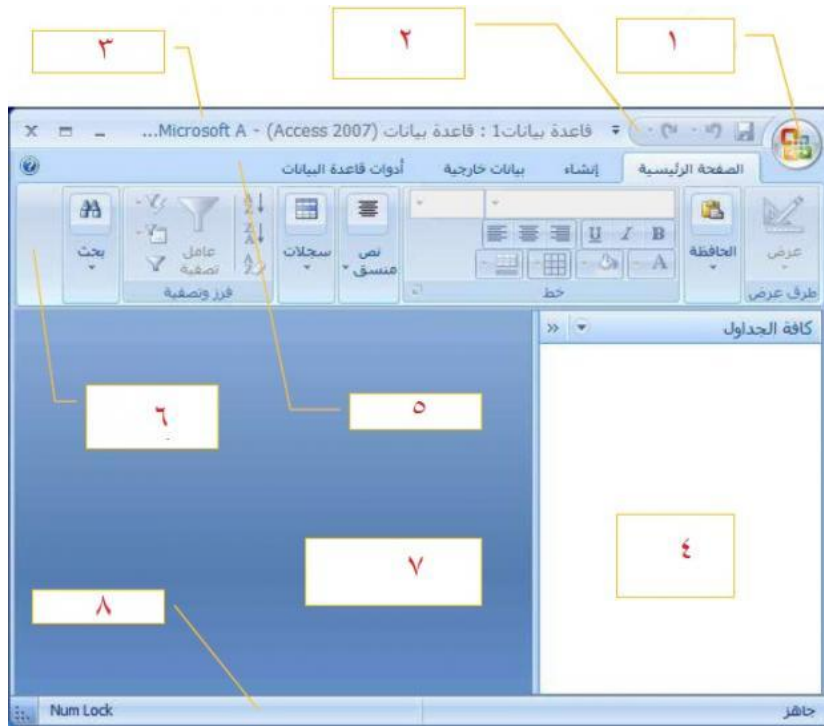 ١ ٢ ٣
قاعدة بيانات1 : قاعدة بيانات (Access 2007) - Microsoft A...
الصفحة الرئيسية إنشاء بيانات خارجية أدوات قاعدة البيانات
عرض
طرق عرض
الحافظة
B I U
A
خط
نص منسق
سجلات
عامل تصفية
فرز وتصفية
بحث
كافة الجداول
٤
٥
٦
٧
٨
جاهز
Num Lock